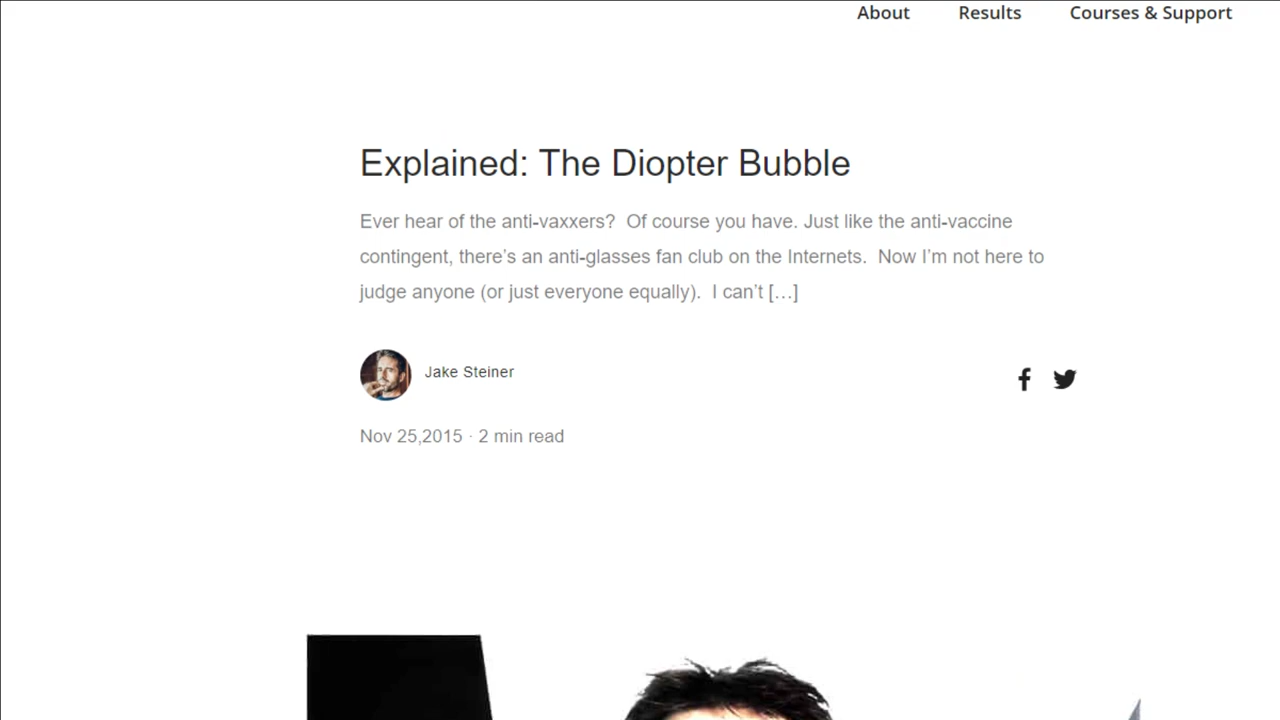 About Results Courses & Support
Explained: The Diopter Bubble
Ever hear of the anti-vaxxers?  Of course you have. Just like the anti-vaccine
contingent, there’s an anti-glasses fan club on the Internets.  Now I’m not here to
judge anyone (or just everyone equally).  I can’t […]
Jake Steiner
Nov 25,2015 · 2 min read